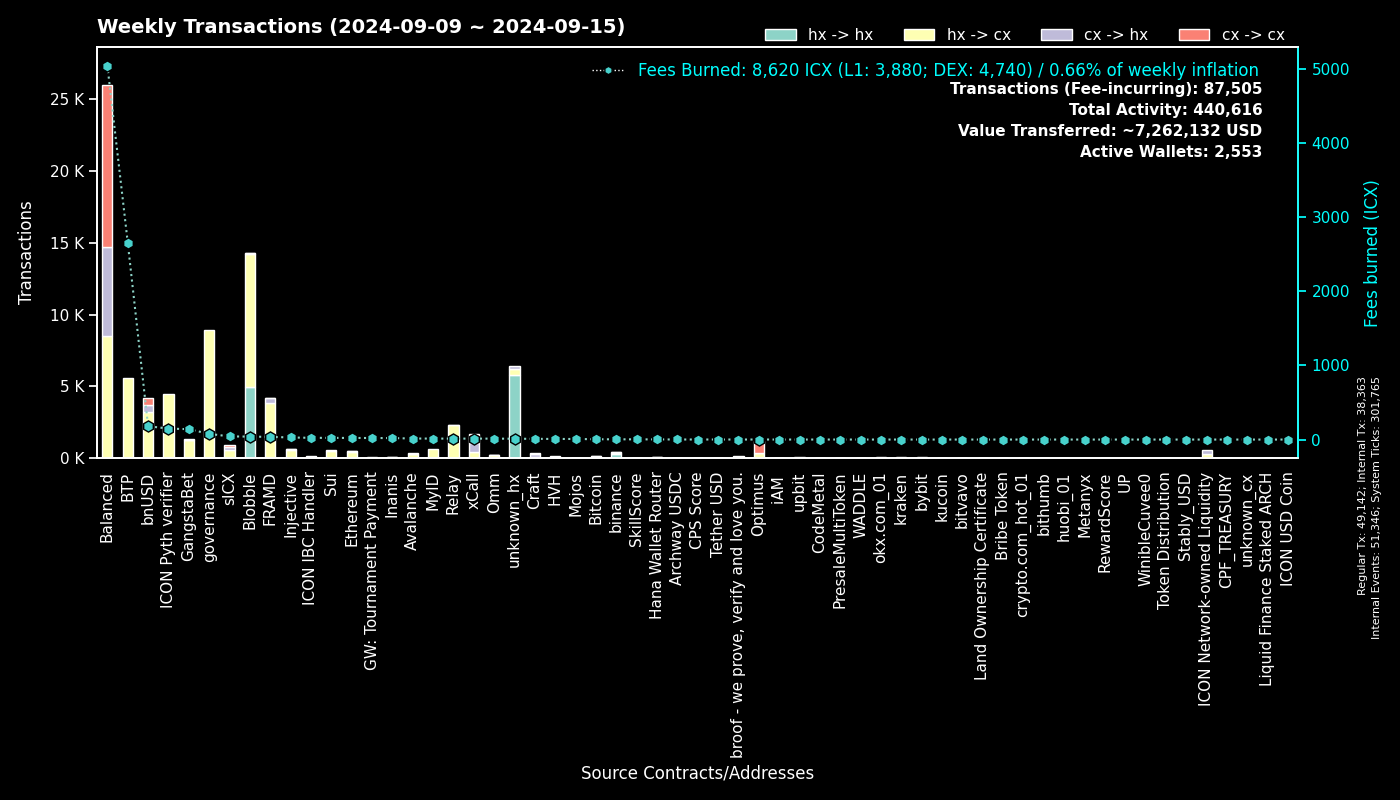 Weekly Transactions (2024-09-09 ~ 2024-09-15)
hx -> hx
hx -> cx
cx -> hx
cx -> cx
Fees Burned: 8,620 ICX (L1: 3,880; DEX: 4,740) / 0.66% of weekly inflation
Transactions (Fee-incurring): 87,505
Total Activity: 440,616
Value Transferred: ~7,262,132 USD
Active Wallets: 2,553
Transactions
25 K
20 K
15 K
10 K
5 K
0 K
5000
4000
3000
2000
1000
0
Fees burned (ICX)
Regular Tx: 49,142; Internal Tx: 38,363
Internal Events: 51,346; System Ticks: 301,765
Balanced
BTP
bnUSD
ICON Pyth verifier
GangstaBet
governance
sICX
Blobble
FRAMD
Injective
ICON IBC Handler
Sui
Ethereum
GW: Tournament Payment
Inanis
Avalanche
MyID
Relay
xCall
Omm
unknown_hx
Craft
HVH
Mojos
Bitcoin
binance
SkillScore
Hana Wallet Router
Archway USDC
CPS Score
Tether USD
broof - we prove, verify and love you.
Optimus
iAM
upbit
CodeMetal
PresaleMultiToken
WADDLE
okx.com_01
kraken
bybit
kucoin
bitvavo
Land Ownership Certificate
Bribe Token
crypto.com_hot_01
bithumb
huobi_01
Metanyx
RewardScore
UP
WinibleCuvee0
Token Distribution
Stably_USD
ICON Network-owned Liquidity
CPF_TREASURY
unknown_cx
Liquid Finance Staked ARCH
ICON USD Coin
Source Contracts/Addresses